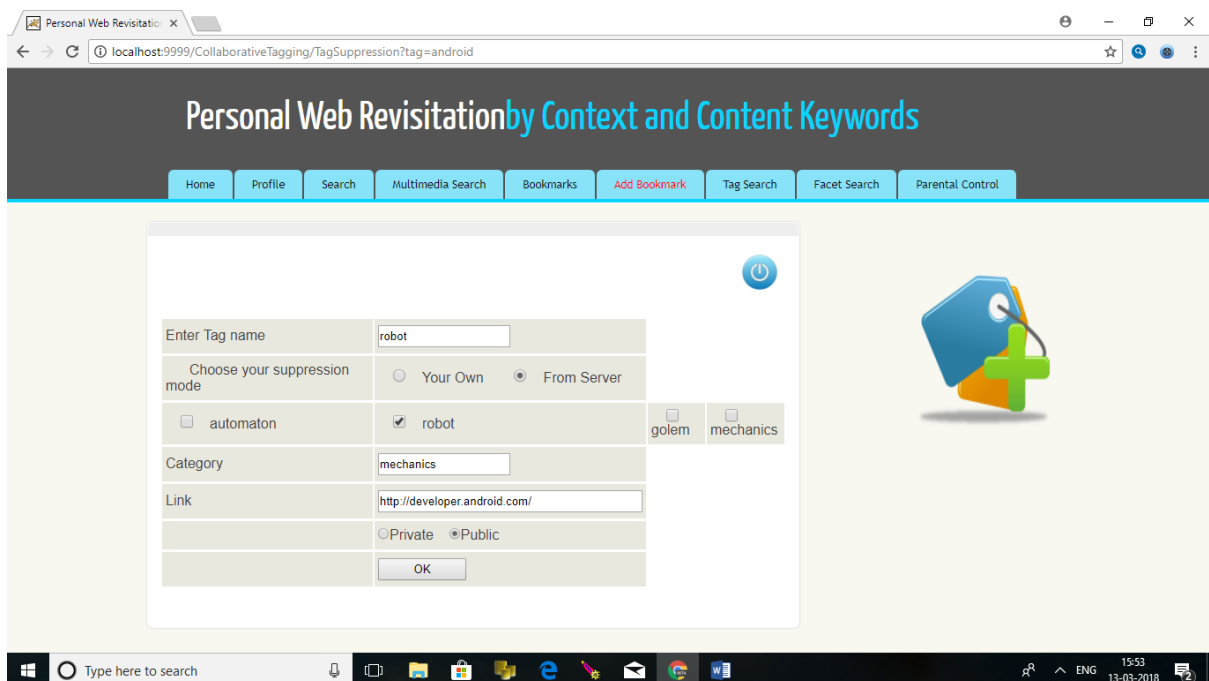 Personal Web Revisitatio
localhost:9999/CollaborativeTagging/TagSuppression?tag=android
Personal Web Revisitationby Context and Content Keywords
Home Profile Search Multimedia Search Bookmarks Add Bookmark Tag Search Facet Search Parental Control
Enter Tag name robot
Choose your suppression
mode
Your Own From Server
automaton robot golem mechanics
Category mechanics
Link http://developer.android.com/
Private Public
OK
Type here to search
ENG
15:53
13-03-2018
2